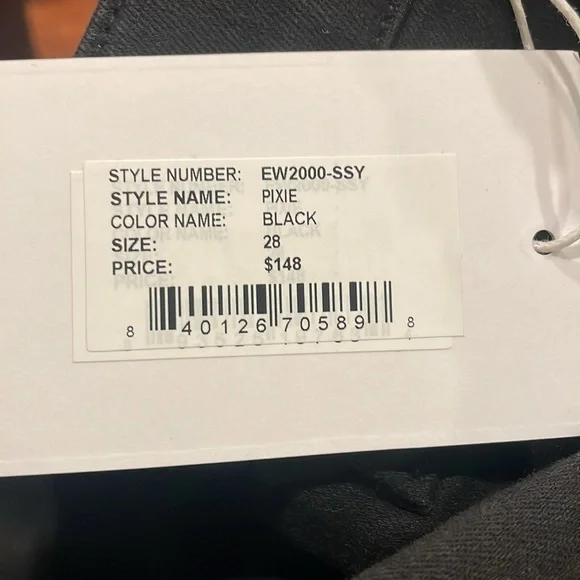 STYLE NUMBER: EW2000-SSY
STYLE NAME: PIXIE
COLOR NAME: BLACK
SIZE: 28
PRICE: $148
8 40126 70589 8